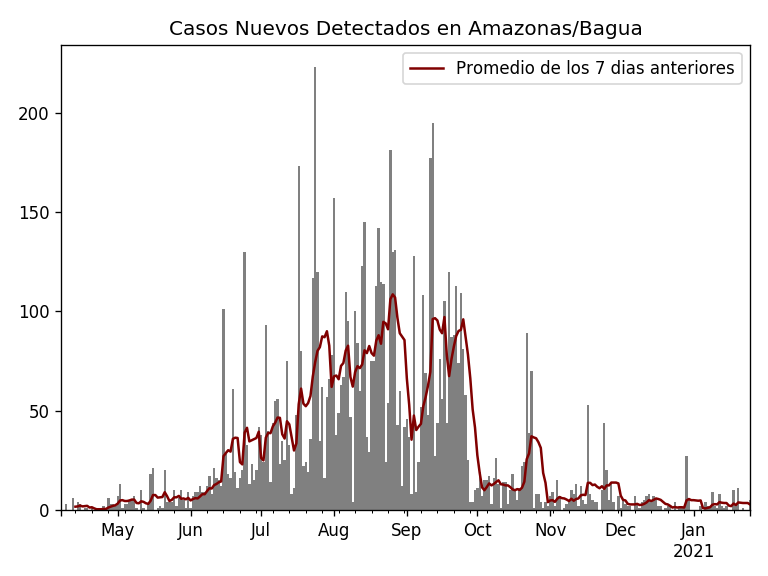 Casos Nuevos Detectados en Amazonas/Bagua
Promedio de los 7 dias anteriores
200
150
100
50
0
May Jun Jul Aug Sep Oct Nov Dec Jan
2021